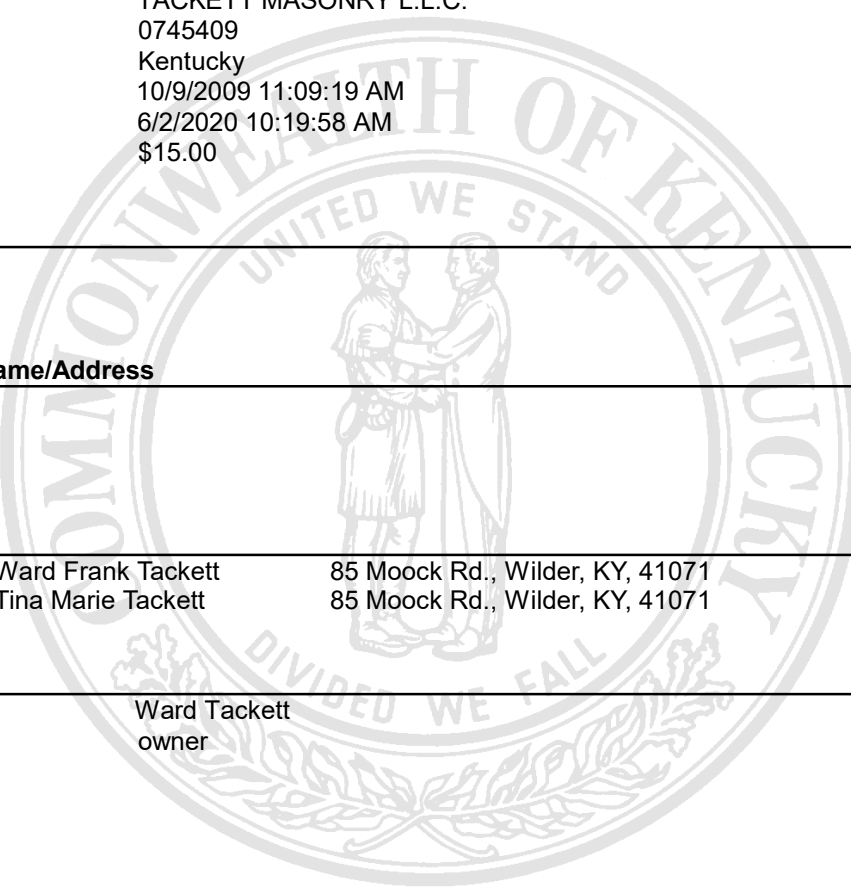 TACKETT MASONRY L.L.C.
0745409
Kentucky
10/9/2009 11:09:19 AM
6/2/2020 10:19:58 AM
$15.00
COMMONWEALTH OF KENTUCKY
UNITED WE STAND
ame/Address
Ward Frank Tackett 85 Moock Rd., Wilder, KY, 41071
Tina Marie Tackett 85 Moock Rd., Wilder, KY, 41071
DIVIDED WE FALL
Ward Tackett
owner